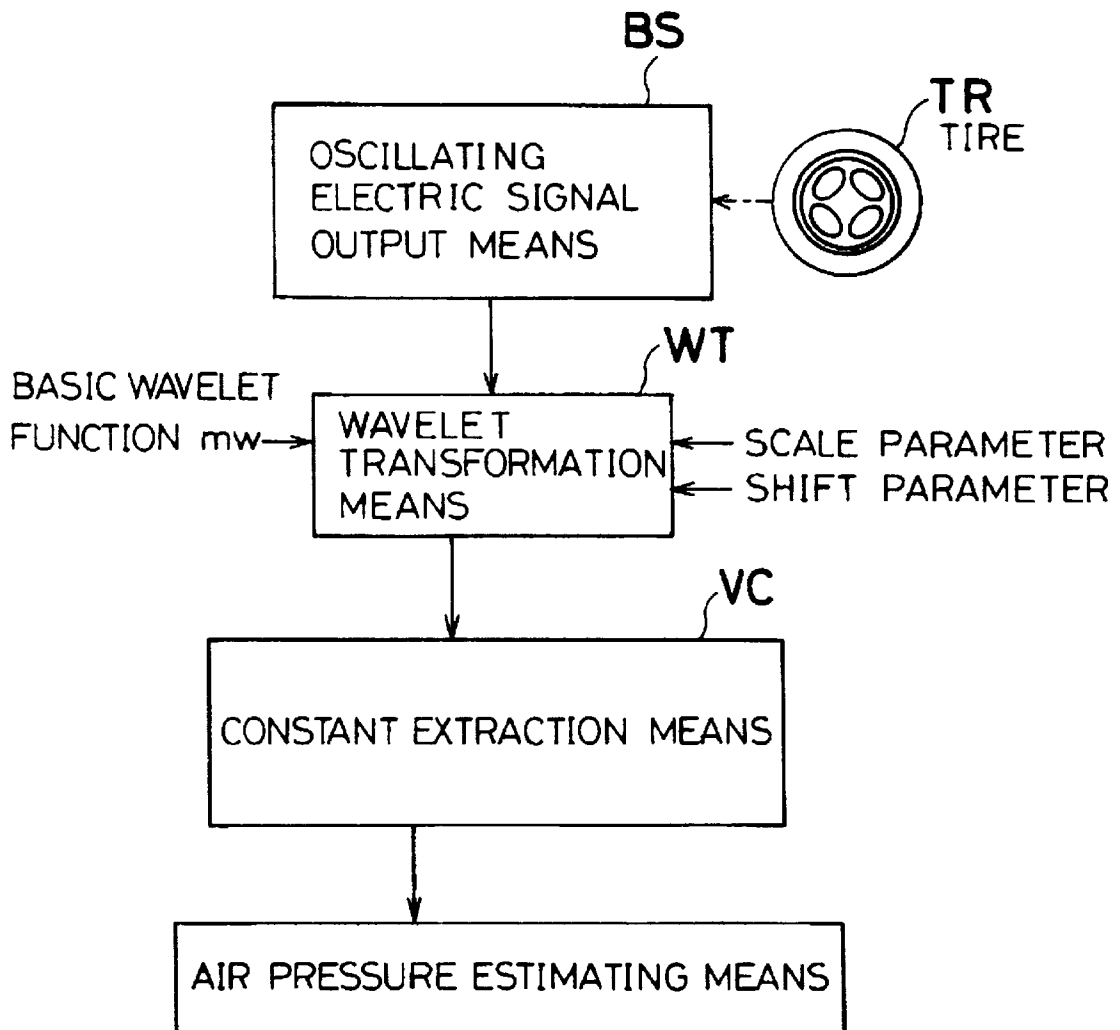 BS
TR
TIRE
OSCILLATING
ELECTRIC SIGNAL
OUTPUT MEANS
WT
BASIC WAVELET
FUNCTION mw
WAVELET
TRANSFORMATION
MEANS
SCALE PARAMETER
SHIFT PARAMETER
VC
CONSTANT EXTRACTION MEANS
AIR PRESSURE ESTIMATING MEANS